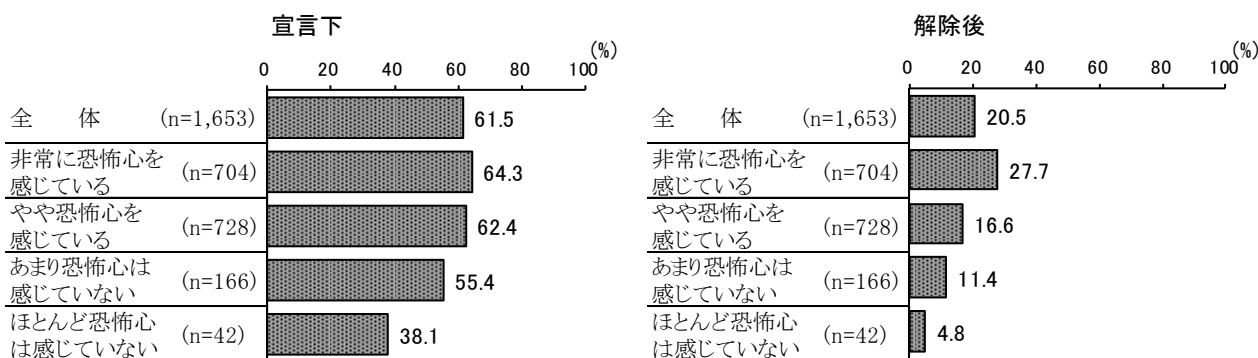 宣言下
(%)
0 20 40 60 80 100
全 体 (n=1,653) 61.5
非常に恐怖心を
感じている (n=704) 64.3
やや恐怖心を
感じている (n=728) 62.4
あまり恐怖心は
感じていない (n=166) 55.4
ほとんど恐怖心
は感じていない (n=42) 38.1
解除後
(%)
0 20 40 60 80 100
全 体 (n=1,653) 20.5
非常に恐怖心を
感じている (n=704) 27.7
やや恐怖心を
感じている (n=728) 16.6
あまり恐怖心は
感じていない (n=166) 11.4
ほとんど恐怖心
は感じていない (n=42) 4.8